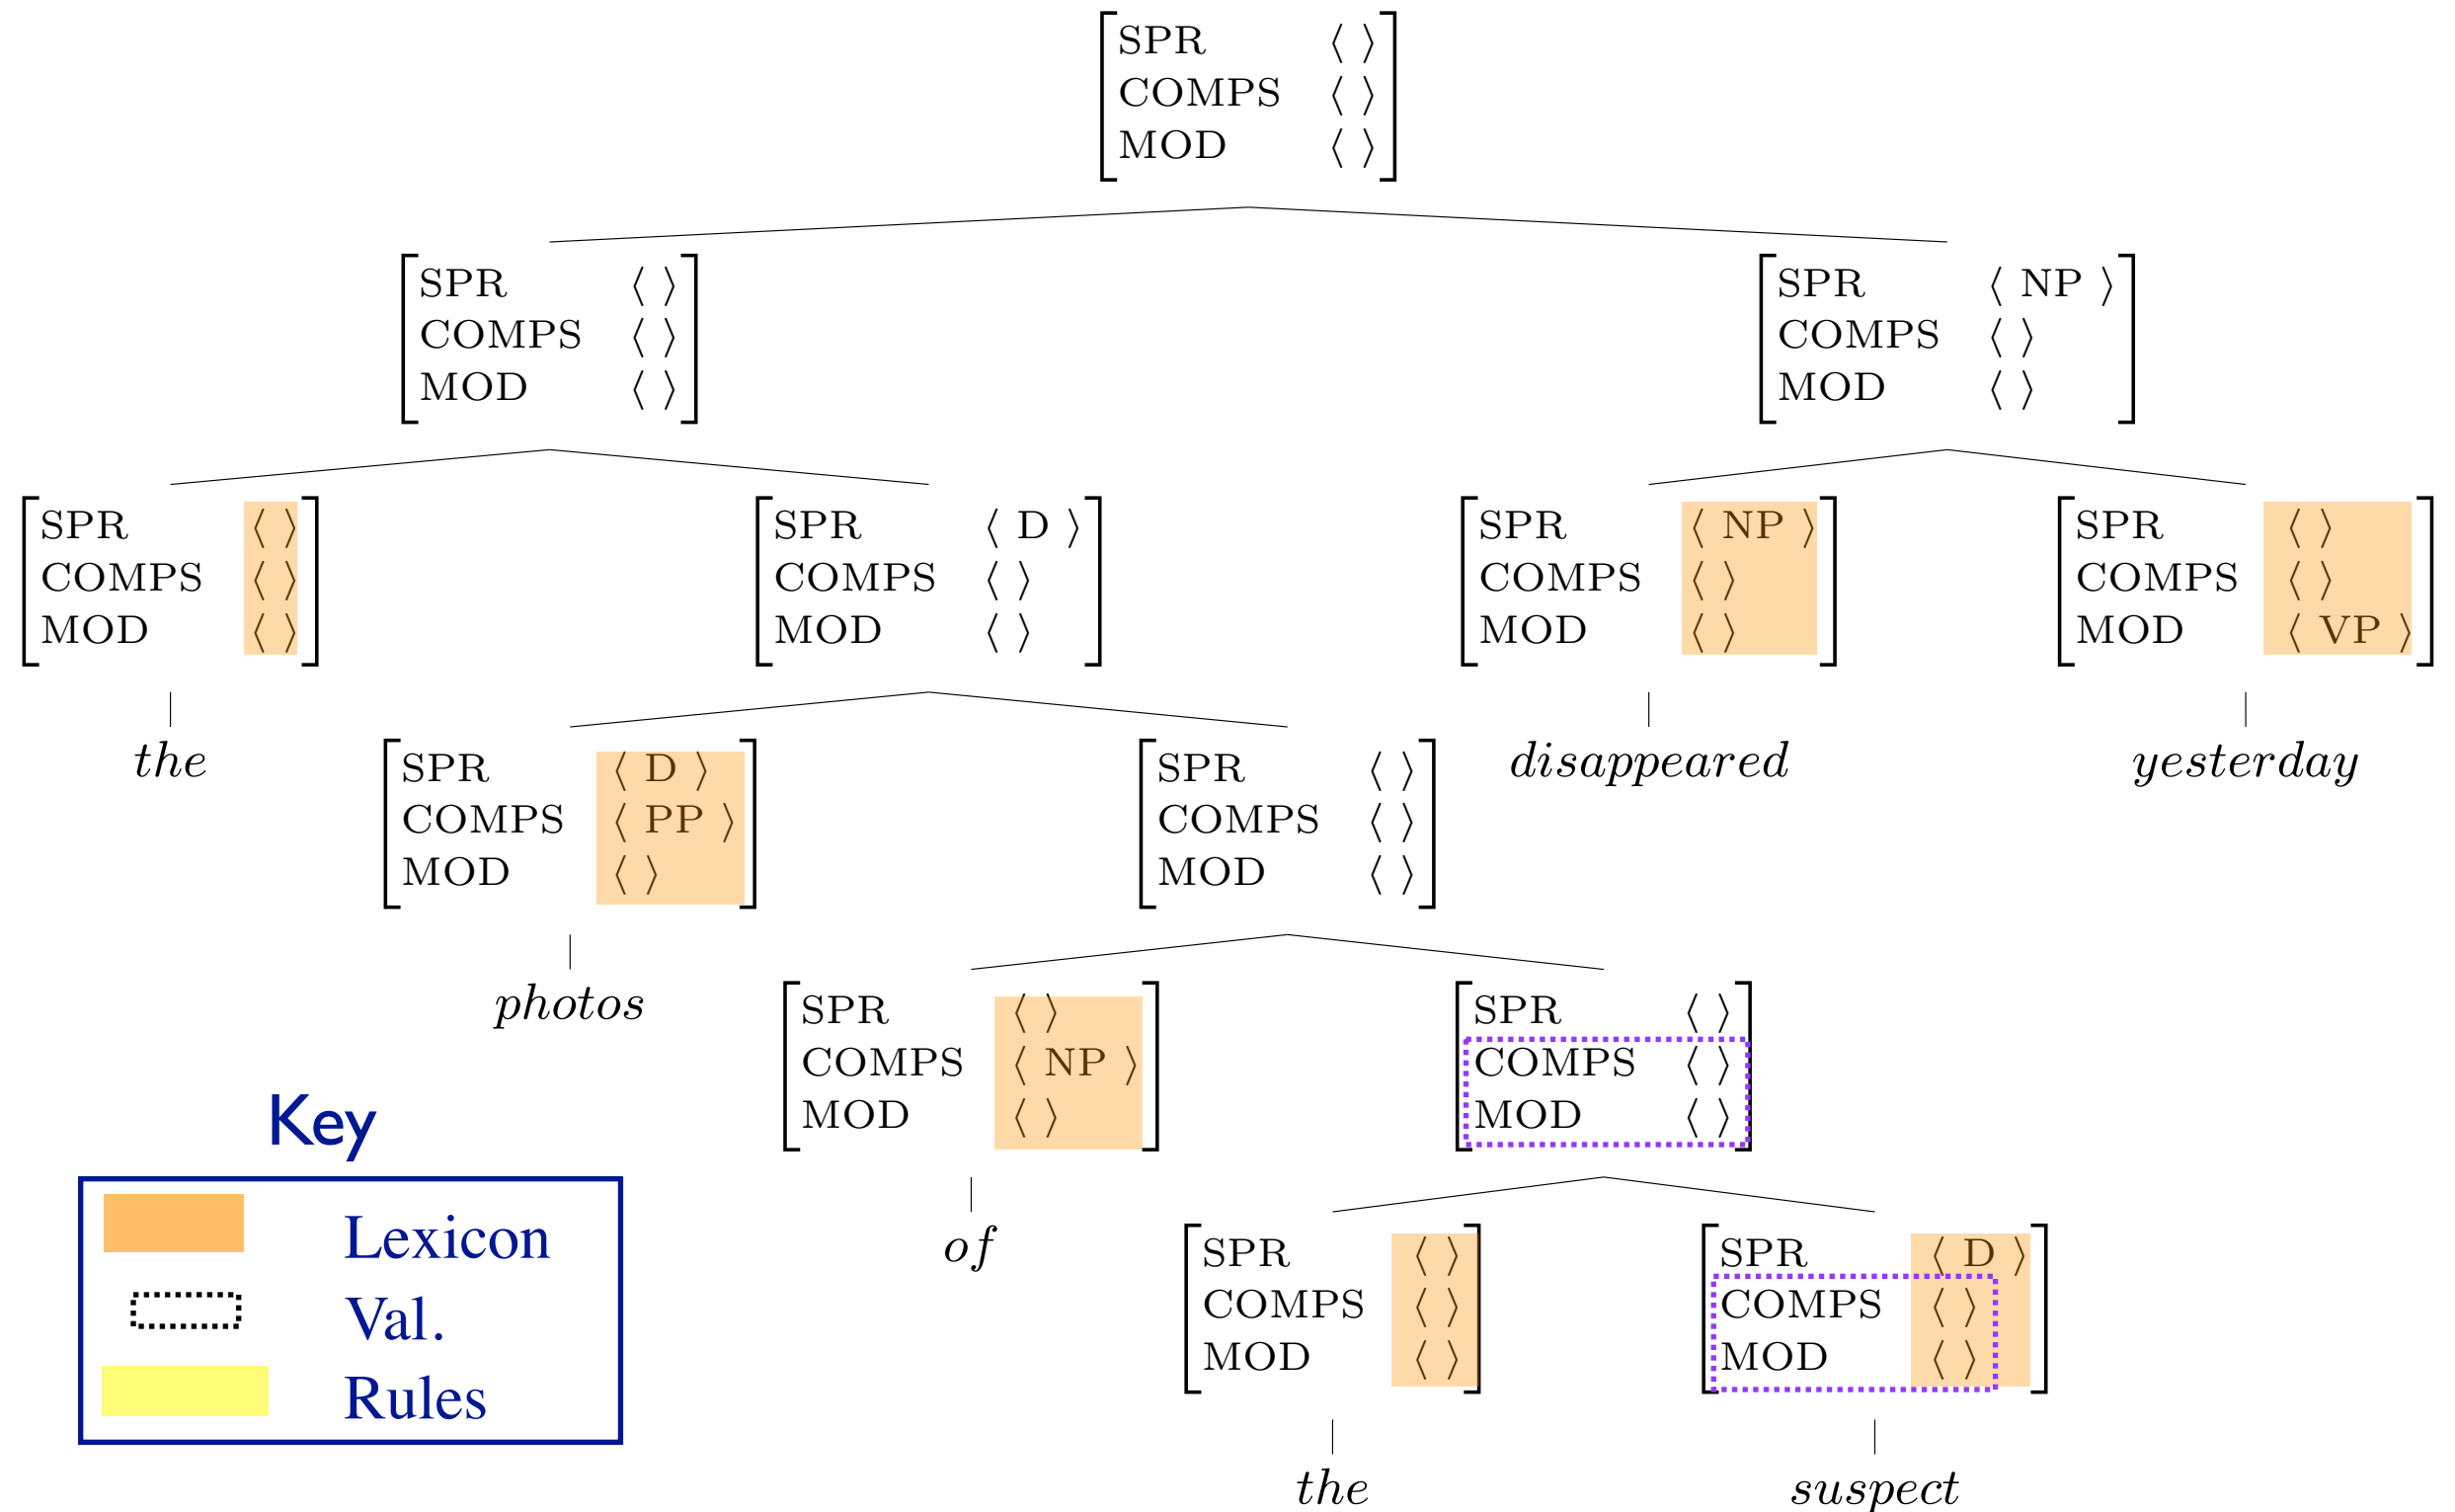 SPR ⟨ ⟩
COMPS ⟨ ⟩
MOD ⟨ ⟩
SPR ⟨ ⟩
COMPS ⟨ ⟩
MOD ⟨ ⟩
SPR ⟨ NP ⟩
COMPS ⟨ ⟩
MOD ⟨ ⟩
SPR ⟨ ⟩
COMPS ⟨ ⟩
MOD ⟨ ⟩
the
SPR ⟨ D ⟩
COMPS ⟨ ⟩
MOD ⟨ ⟩
SPR ⟨ NP ⟩
COMPS ⟨ ⟩
MOD ⟨ ⟩
disappeared
SPR ⟨ ⟩
COMPS ⟨ ⟩
MOD ⟨ VP ⟩
yesterday
SPR ⟨ D ⟩
COMPS ⟨ PP ⟩
MOD ⟨ ⟩
photos
SPR ⟨ ⟩
COMPS ⟨ ⟩
MOD ⟨ ⟩
SPR ⟨ ⟩
COMPS ⟨ NP ⟩
MOD ⟨ ⟩
of
SPR ⟨ ⟩
COMPS ⟨ ⟩
MOD ⟨ ⟩
SPR ⟨ ⟩
COMPS ⟨ ⟩
MOD ⟨ ⟩
the
SPR ⟨ D ⟩
COMPS ⟨ ⟩
MOD ⟨ ⟩
suspect
Key
Lexicon
Val.
Rules